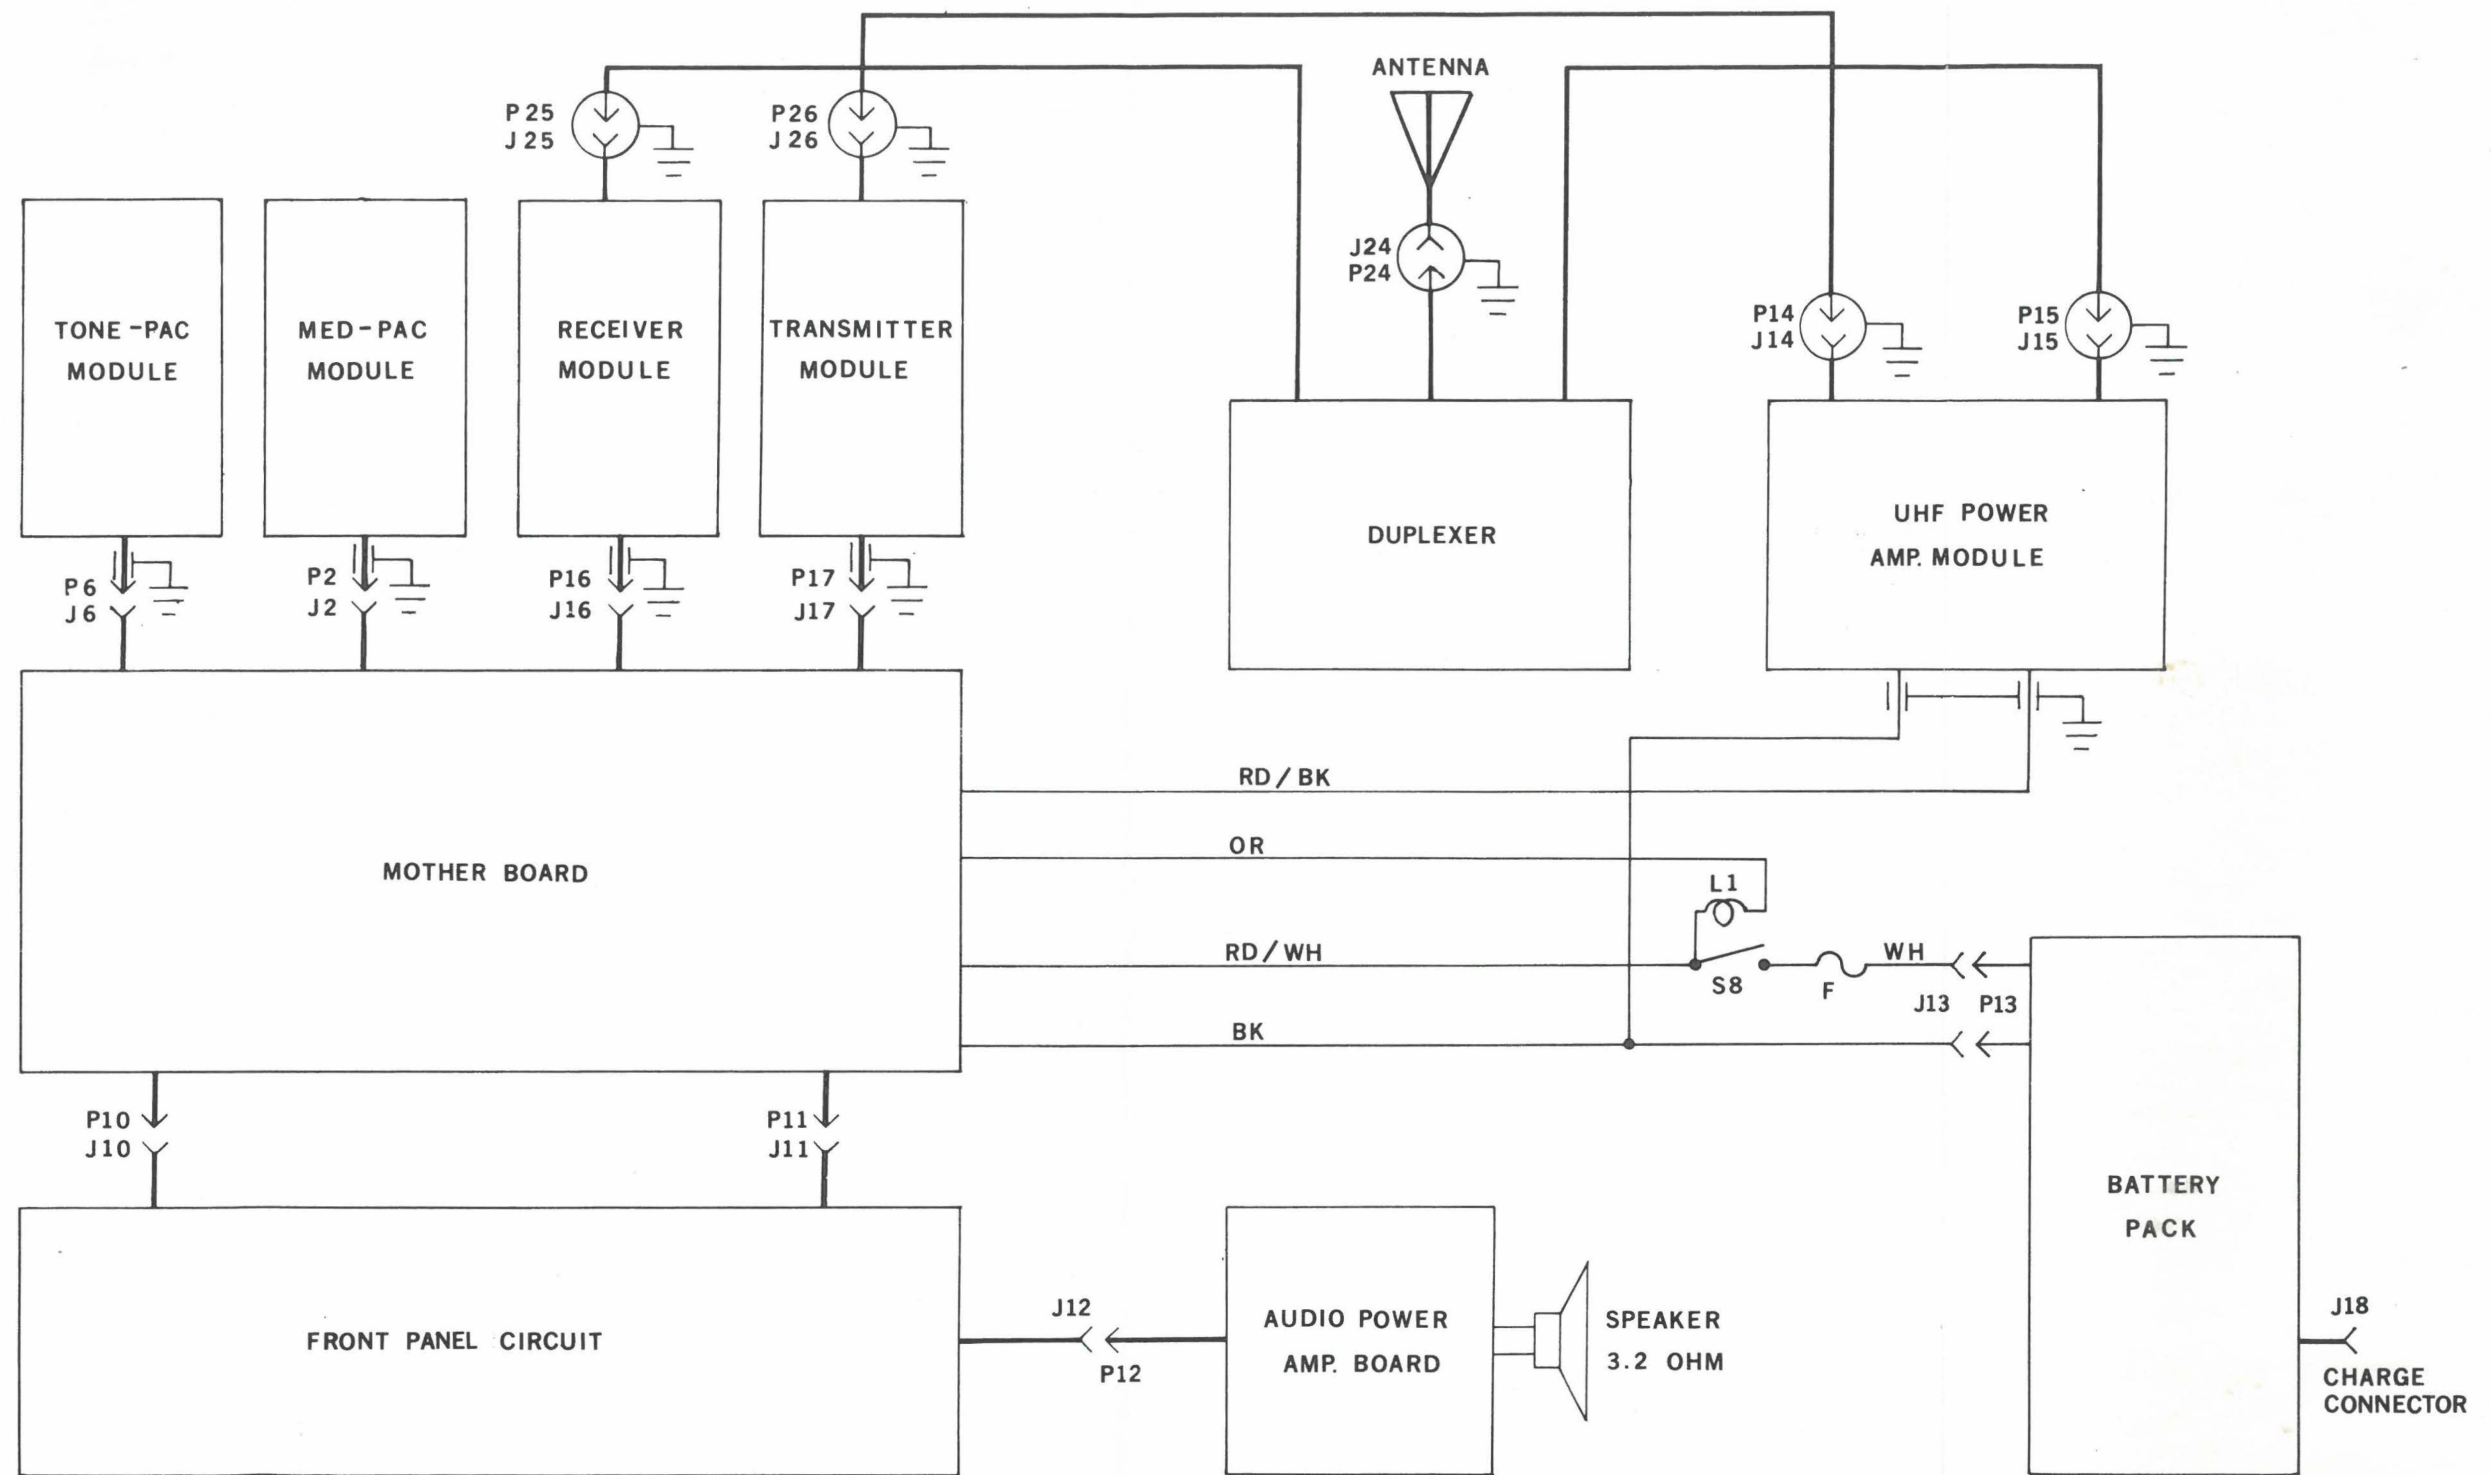 ANTENNA
P25
J25
P26
J26
J24
P24
P14
J14
P15
J15
TONE-PAC
MODULE
MED-PAC
MODULE
RECEIVER
MODULE
TRANSMITTER
MODULE
DUPLEXER
UHF POWER
AMP. MODULE
P6
J6
P2
J2
P16
J16
P17
J17
MOTHER BOARD
RD/BK
OR
L1
RD/WH
S8
F
WH
J13
P13
BK
P10
J10
P11
J11
BATTERY
PACK
FRONT PANEL CIRCUIT
J12
P12
AUDIO POWER
AMP. BOARD
SPEAKER
3.2 OHM
J18
CHARGE
CONNECTOR